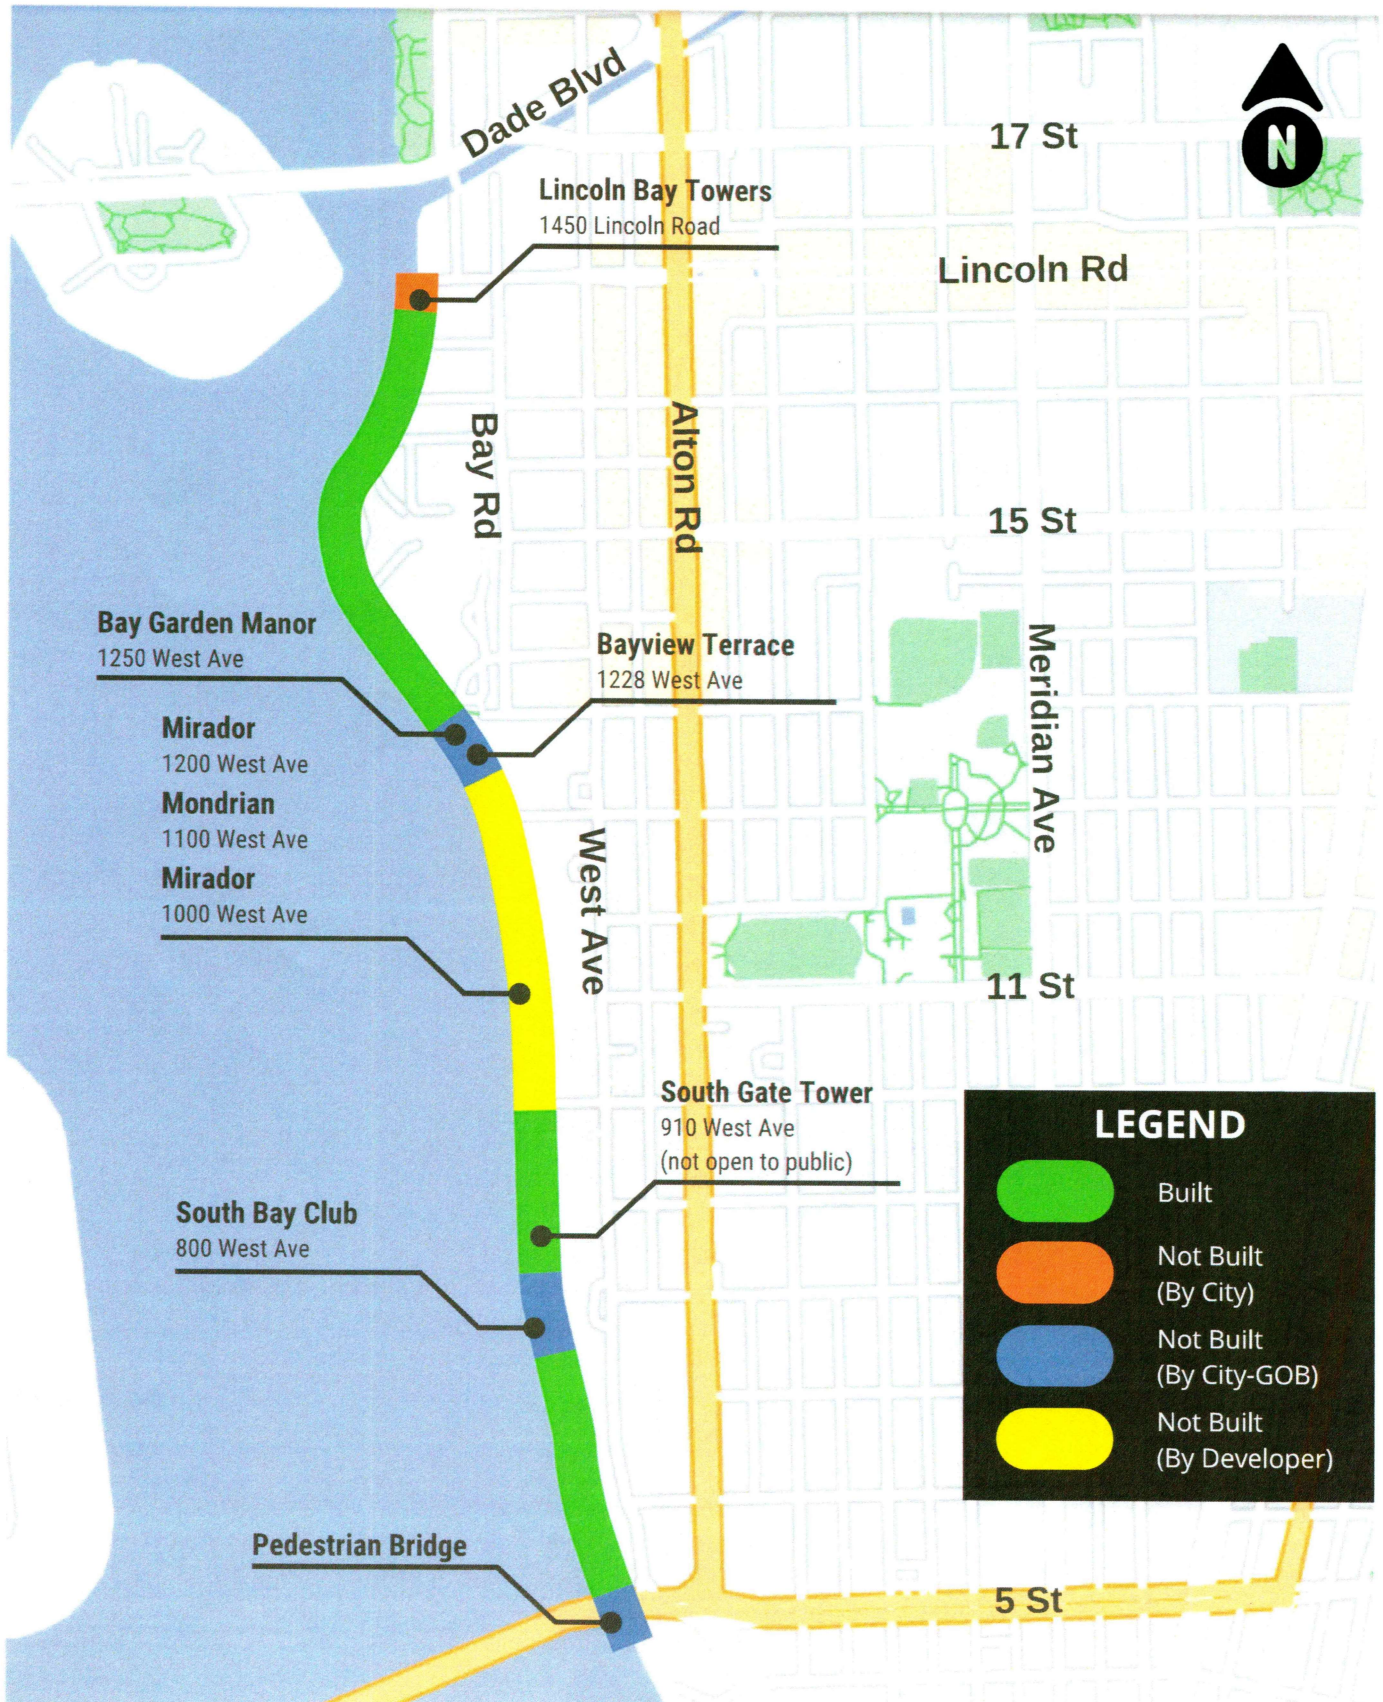 Dade Blvd
17 St
N
Lincoln Bay Towers
1450 Lincoln Road
Lincoln Rd
Bay Rd
Alton Rd
15 St
Bay Garden Manor
1250 West Ave
Bayview Terrace
1228 West Ave
Meridian Ave
Mirador
1200 West Ave
Mondrian
1100 West Ave
Mirador
1000 West Ave
West Ave
11 St
South Gate Tower
910 West Ave
(not open to public)
South Bay Club
800 West Ave
Pedestrian Bridge
5 St
LEGEND
Built
Not Built
(By City)
Not Built
(By City-GOB)
Not Built
(By Developer)